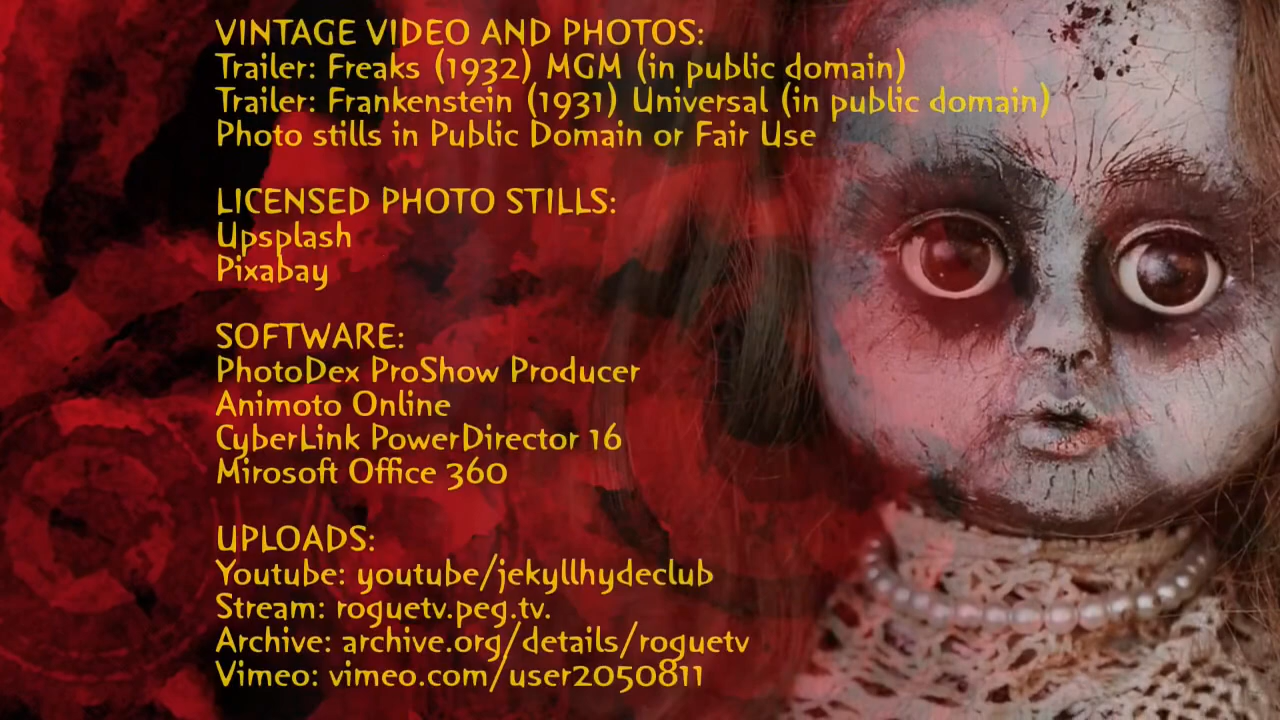 VINTAGE VIDEO AND PHOTOS:
Trailer: Freaks (1932) MGM (in public domain)
Trailer: Frankenstein (1931) Universal (in public domain)
Photo stills in Public Domain or Fair Use
LICENSED PHOTO STILLS:
Upsplash
Pixabay
SOFTWARE:
PhotoDex ProShow Producer
Animoto Online
CyberLink PowerDirector 16
Mirosoft Office 360
UPLOADS:
Youtube: youtube/jekyllhydeclub
Stream: roguetv.peg.tv.
Archive: archive.org/details/roguetv
Vimeo: vimeo.com/user2050811